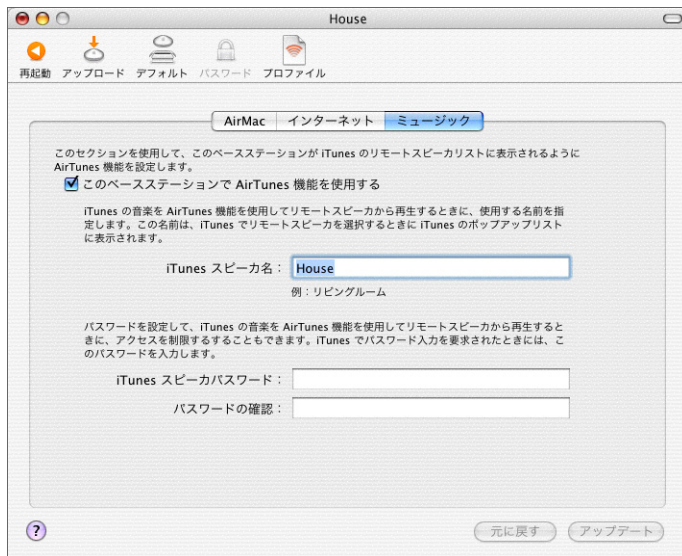 House
再起動 アップロード デフォルト パスワード プロファイル
AirMac インターネット ミュージック
このセクションを使用して、このベースステーションが iTunes のリモートスピーカリストに表示されるように
AirTunes 機能を設定します。
このベースステーションで AirTunes 機能を使用する
iTunes の音楽を AirTunes 機能を使用してリモートスピーカから再生するときに、使用する名前を指
定します。この名前は、iTunes でリモートスピーカを選択するときに iTunes のポップアップリスト
に表示されます。
iTunes スピーカ名： House
例：リビングルーム
パスワードを設定して、iTunes の音楽を AirTunes 機能を使用してリモートスピーカから再生すると
きに、アクセスを制限するすることもできます。iTunes でパスワード入力を要求されたときには、こ
のパスワードを入力します。
iTunes スピーカパスワード：
パスワードの確認：
? 元に戻す アップデート